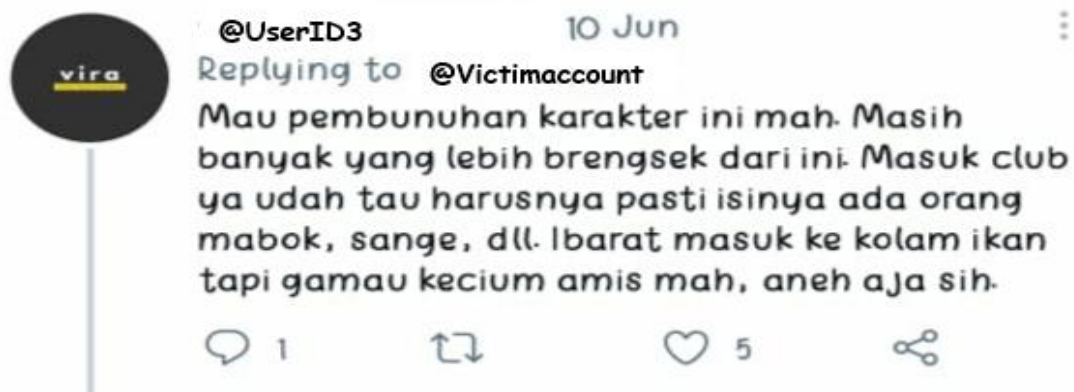 vira
@UserID3 10 Jun
Replying to @Victimaccount
Mau pembunuhan karakter ini mah. Masih
banyak yang lebih brengsek dari ini. Masuk club
ya udah tau harusnya pasti isinya ada orang
mabok, sange, dll. Ibarat masuk ke kolam ikan
tapi gamau kecium amis mah, aneh aja sih.
1 5